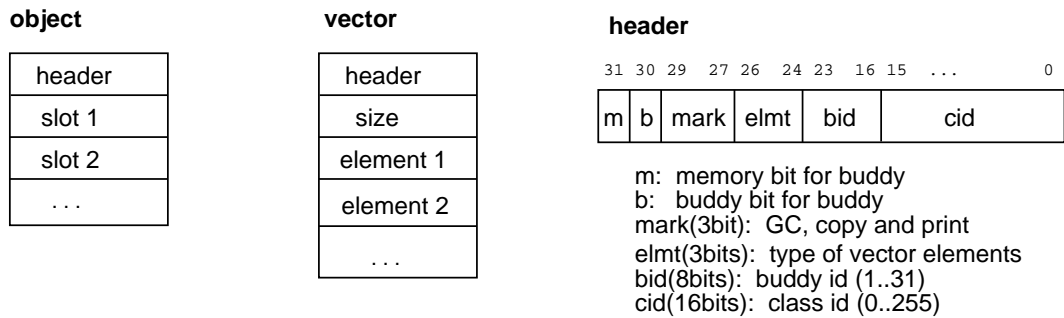 object
header
slot 1
slot 2
. . .
vector
header
size
element 1
element 2
. . .
header
31 30 29 27 26 24 23 16 15 ... 0
m b mark elmt bid cid
m: memory bit for buddy
b: buddy bit for buddy
mark(3bit): GC, copy and print
elmt(3bits): type of vector elements
bid(8bits): buddy id (1..31)
cid(16bits): class id (0..255)